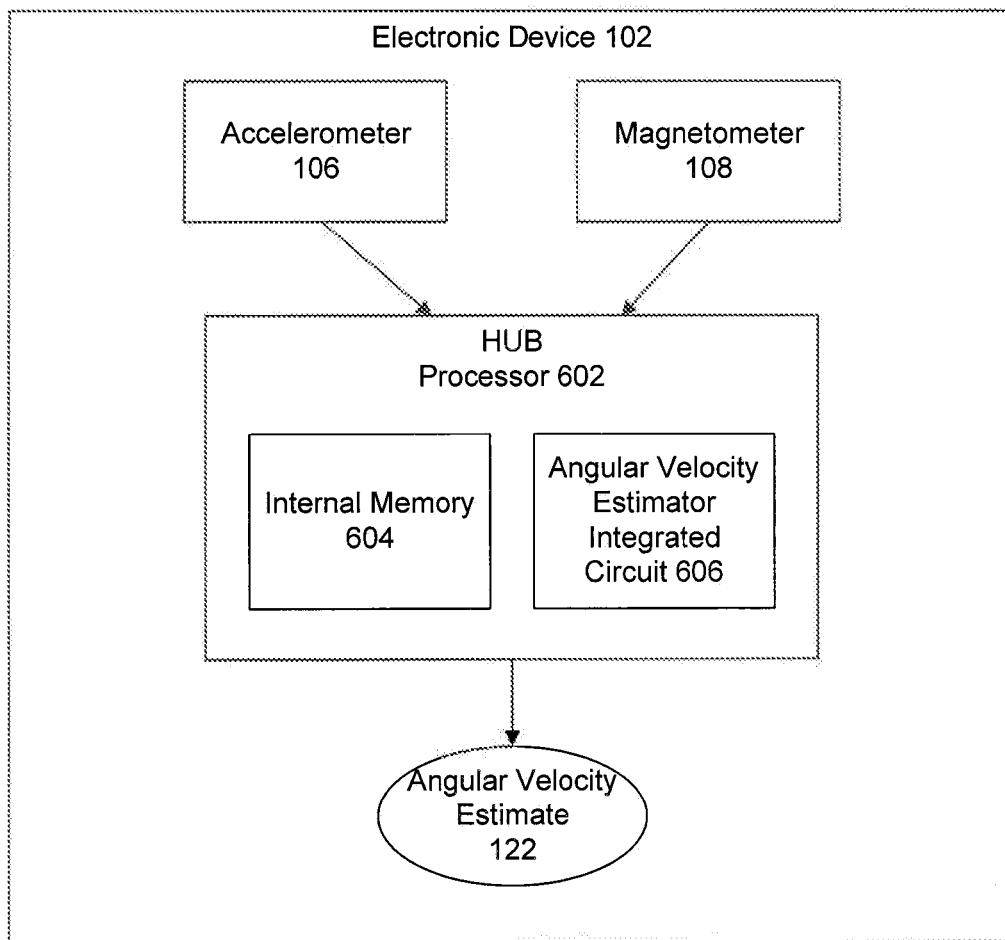 Electronic Device 102
Accelerometer
106
Magnetometer
108
HUB
Processor 602
Internal Memory
604
Angular Velocity
Estimator
Integrated
Circuit 606
Angular Velocity
Estimate
122